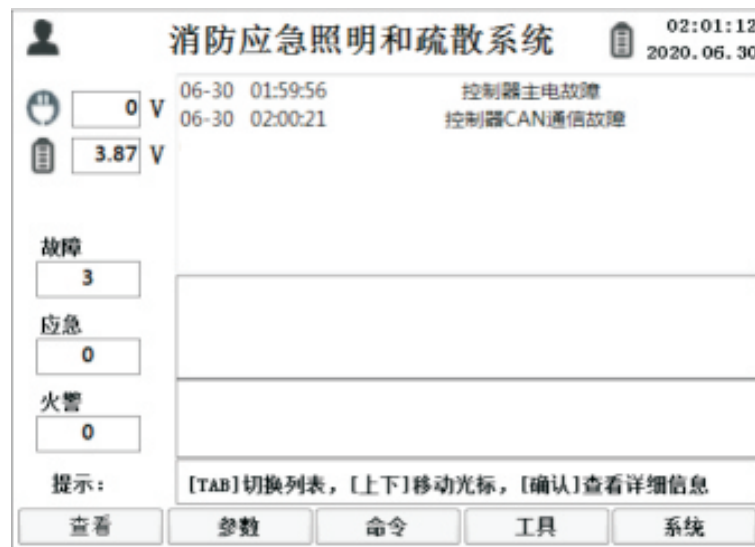 消防应急照明和疏散系统
02:01:12
2020.06.30
0 V
3.87 V
06-30 01:59:56 控制器主电故障
06-30 02:00:21 控制器CAN通信故障
故障
3
应急
0
火警
0
提示: [TAB]切换列表, [上下]移动光标, [确认]查看详细信息
查看 参数 命令 工具 系统